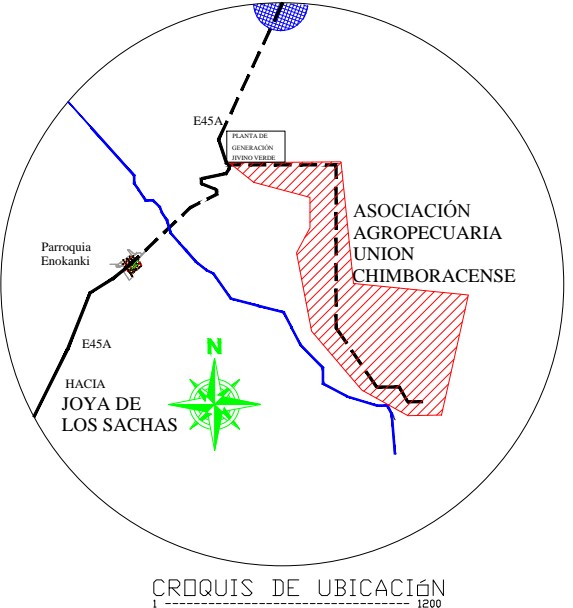 E45A
PLANTA DE
GENERACIÓN
JIVINO VERDE
ASOCIACIÓN
AGROPECUARIA
UNION
CHIMBORACENSE
Parroquia
Enokanki
E45A
HACIA
JOYA DE
LOS SACHAS
N
CROQUIS DE UBICACIóN
1 ------------------------ 1200